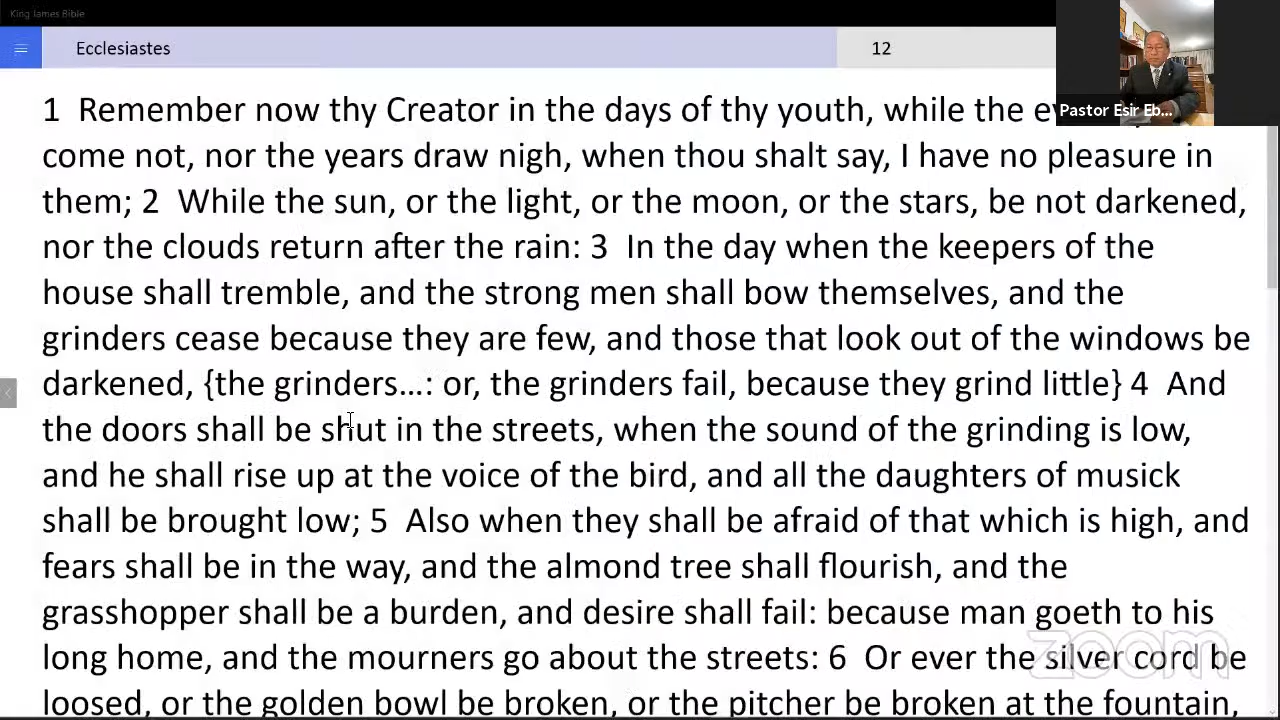 King James Bible
Ecclesiastes
12
Pastor Esir Eb...
1 Remember now thy Creator in the days of thy youth, while the
come not, nor the years draw nigh, when thou shalt say, I have no pleasure in
them; 2 While the sun, or the light, or the moon, or the stars, be not darkened,
nor the clouds return after the rain: 3 In the day when the keepers of the
house shall tremble, and the strong men shall bow themselves, and the
grinders cease because they are few, and those that look out of the windows be
darkened, {the grinders...: or, the grinders fail, because they grind little} 4 And
the doors shall be shut in the streets, when the sound of the grinding is low,
and he shall rise up at the voice of the bird, and all the daughters of musick
shall be brought low; 5 Also when they shall be afraid of that which is high, and
fears shall be in the way, and the almond tree shall flourish, and the
grasshopper shall be a burden, and desire shall fail: because man goeth to his
long home, and the mourners go about the streets: 6 Or ever the silver cord be
loosed, or the golden bowl be broken, or the pitcher be broken at the fountain,
zoom